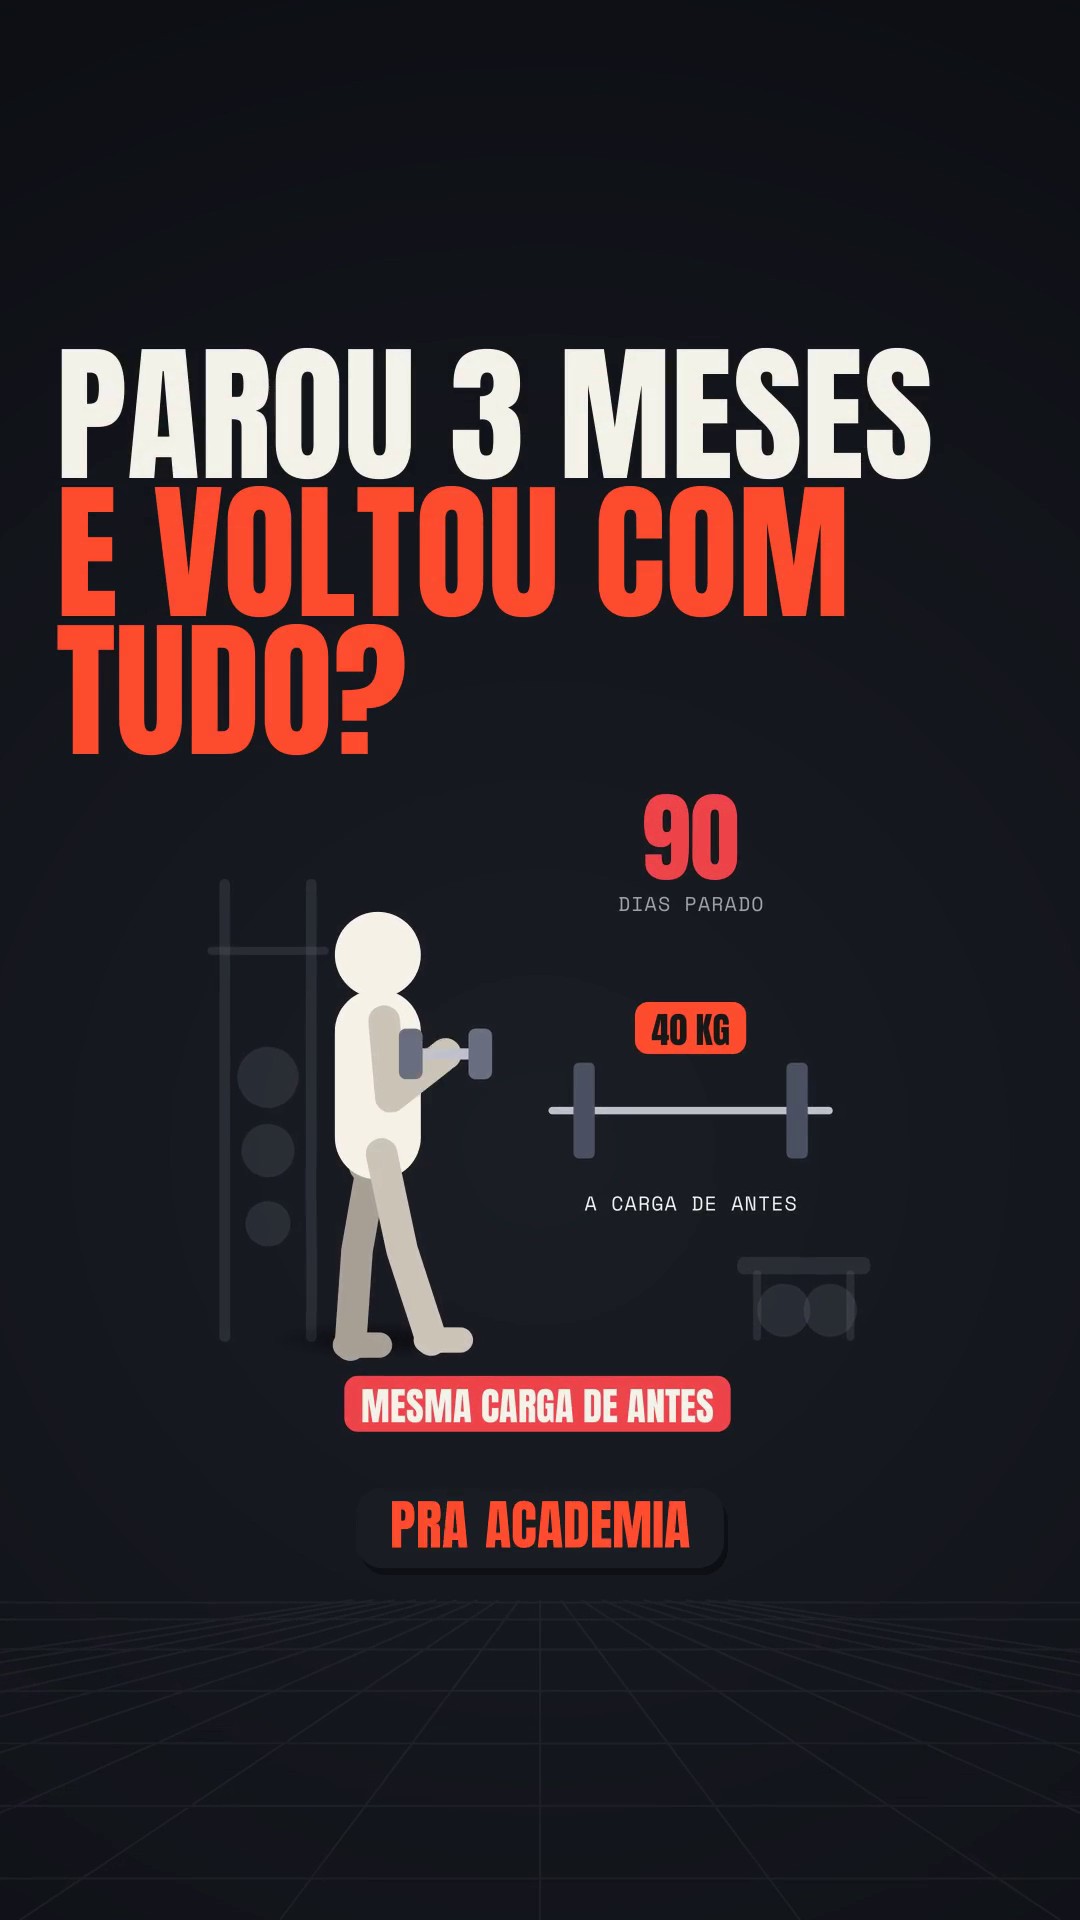 PAROU 3 MESES
E VOLTOU COM
TUDO?
90
DIAS PARADO
40 KG
A CARGA DE ANTES
MESMA CARGA DE ANTES
PRA ACADEMIA